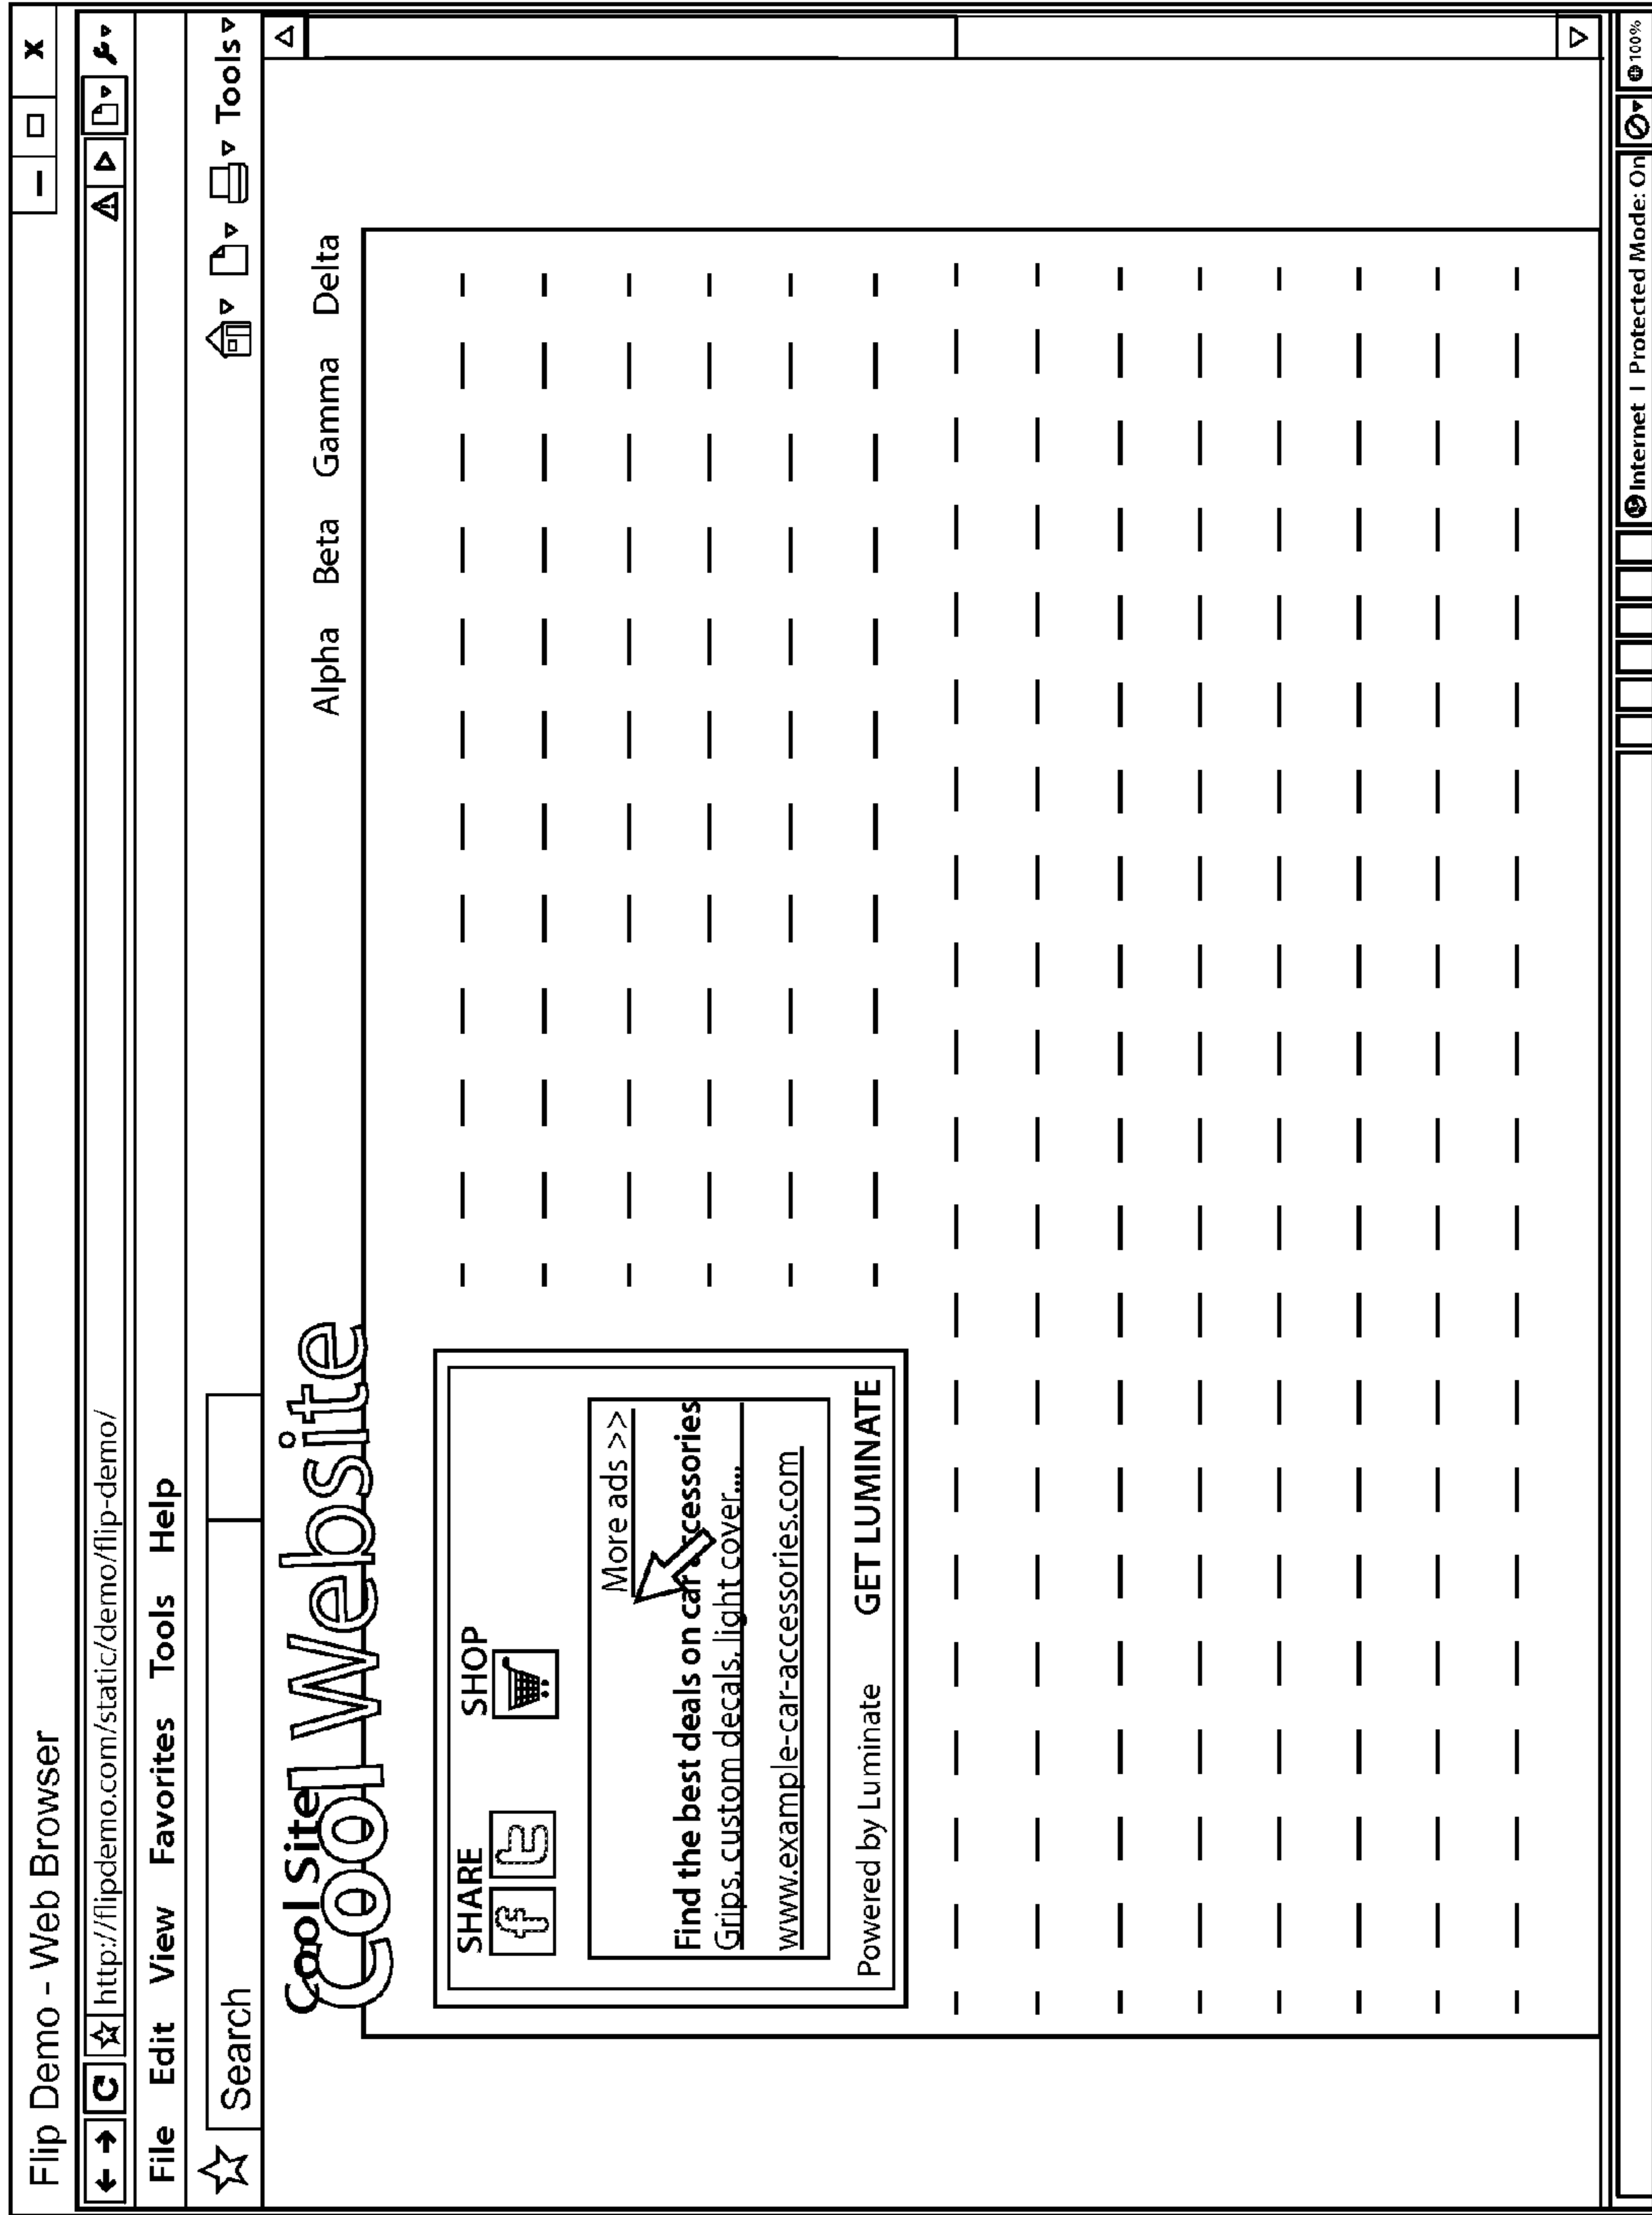 Flip Demo - Web Browser
X
http://flipdemo.com/static/demo/flip-demo/
File Edit View Favorites Tools Help
Search
Tools
Cool Site
Cool Website
Alpha Beta Gamma Delta
SHARE SHOP
f t
More ads >>
Find the best deals on car accessories
Grips, custom decals, light cover....
www.example-car-accessories.com
Powered by Luminate GET LUMINATE
Internet | Protected Mode: On 100%